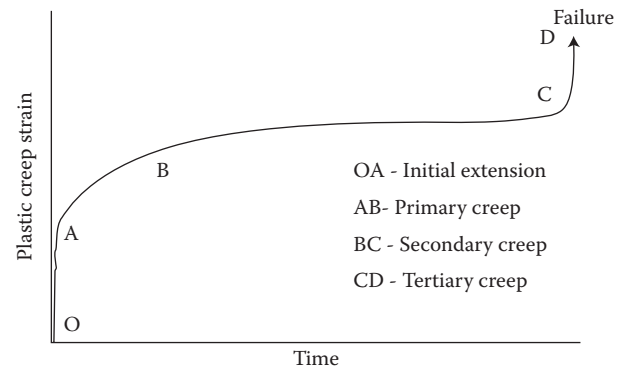 Failure
D
C
B
OA - Initial extension
AB- Primary creep
A
BC - Secondary creep
CD - Tertiary creep
O
Plastic creep strain
Time